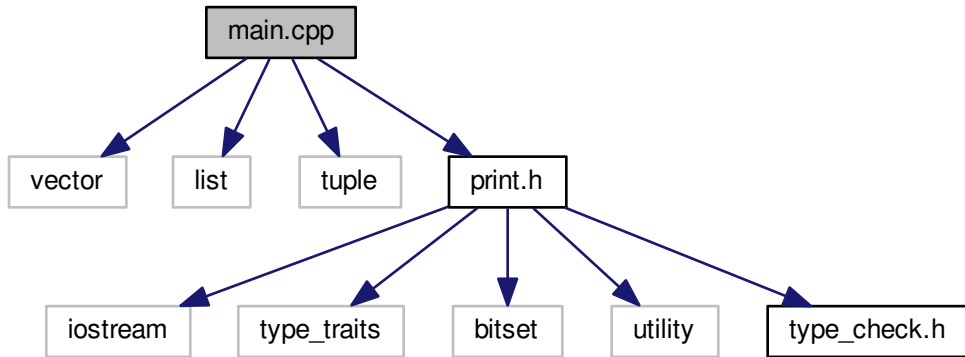 main.cpp
vector
list
tuple
print.h
iostream
type_traits
bitset
utility
type_check.h